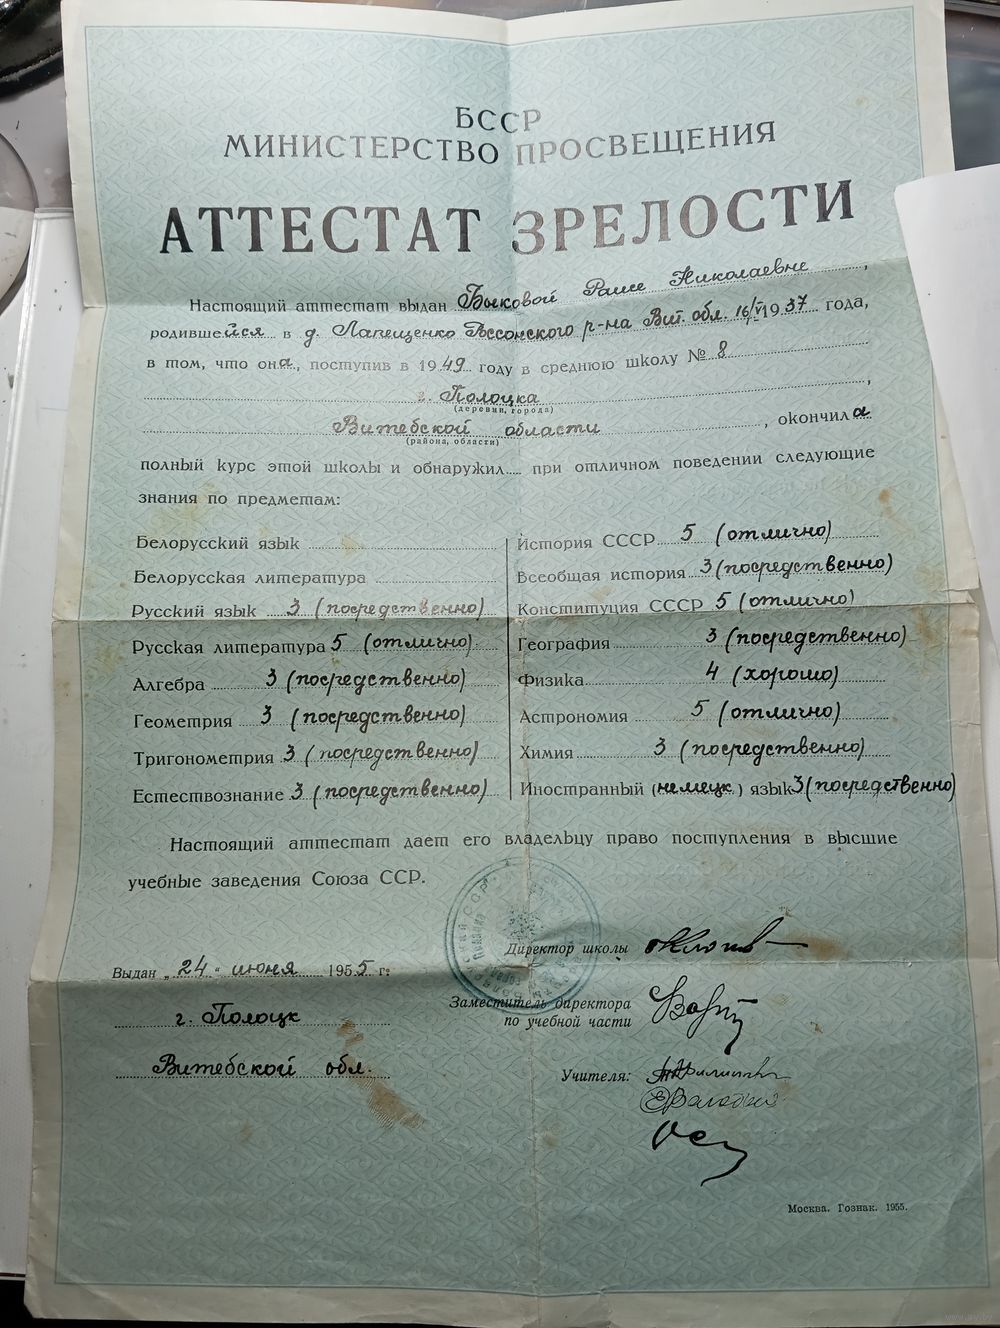 БССР
МИНИСТЕРСТВО ПРОСВЕЩЕНИЯ
АТТЕСТАТ ЗРЕЛОСТИ
Настоящий аттестат выдан Быковой Раисе Николаевне,
родившейся в д. Лапещенко Россонского р-на Вит. обл. 16/VI 1937 года,
в том, что она, поступив в 1949 году в среднюю школу № 8
г. Полоцка,
(деревни, города)
Витебской области, окончила
(района, области)
полный курс этой школы и обнаружил при отличном поведении следующие
знания по предметам:
Белорусский язык
Белорусская литература
Русский язык 3 (посредственно)
Русская литература 5 (отлично)
Алгебра 3 (посредственно)
Геометрия 3 (посредственно)
Тригонометрия 3 (посредственно)
Естествознание 3 (посредственно)
История СССР 5 (отлично)
Всеобщая история 3 (посредственно)
Конституция СССР 5 (отлично)
География 3 (посредственно)
Физика 4 (хорошо)
Астрономия 5 (отлично)
Химия 3 (посредственно)
Иностранный (немецк.) язык 3 (посредственно)
Настоящий аттестат дает его владельцу право поступления в высшие
учебные заведения Союза ССР.
Выдан „24" июня 1955 г.
г. Полоцк
Витебской обл.
Директор школы
Заместитель директора
по учебной части
Учителя:
Москва. Гознак. 1955.